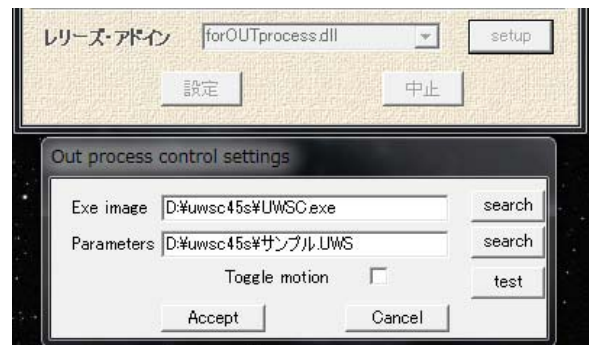 レリーズ・アドイン forOUTprocess.dll setup
設定 中止
Out process control settings
Exe image D:¥uwsc45s¥UWSC.exe search
Parameters D:¥uwsc45s¥サンプル.UWS search
Toggle motion test
Accept Cancel